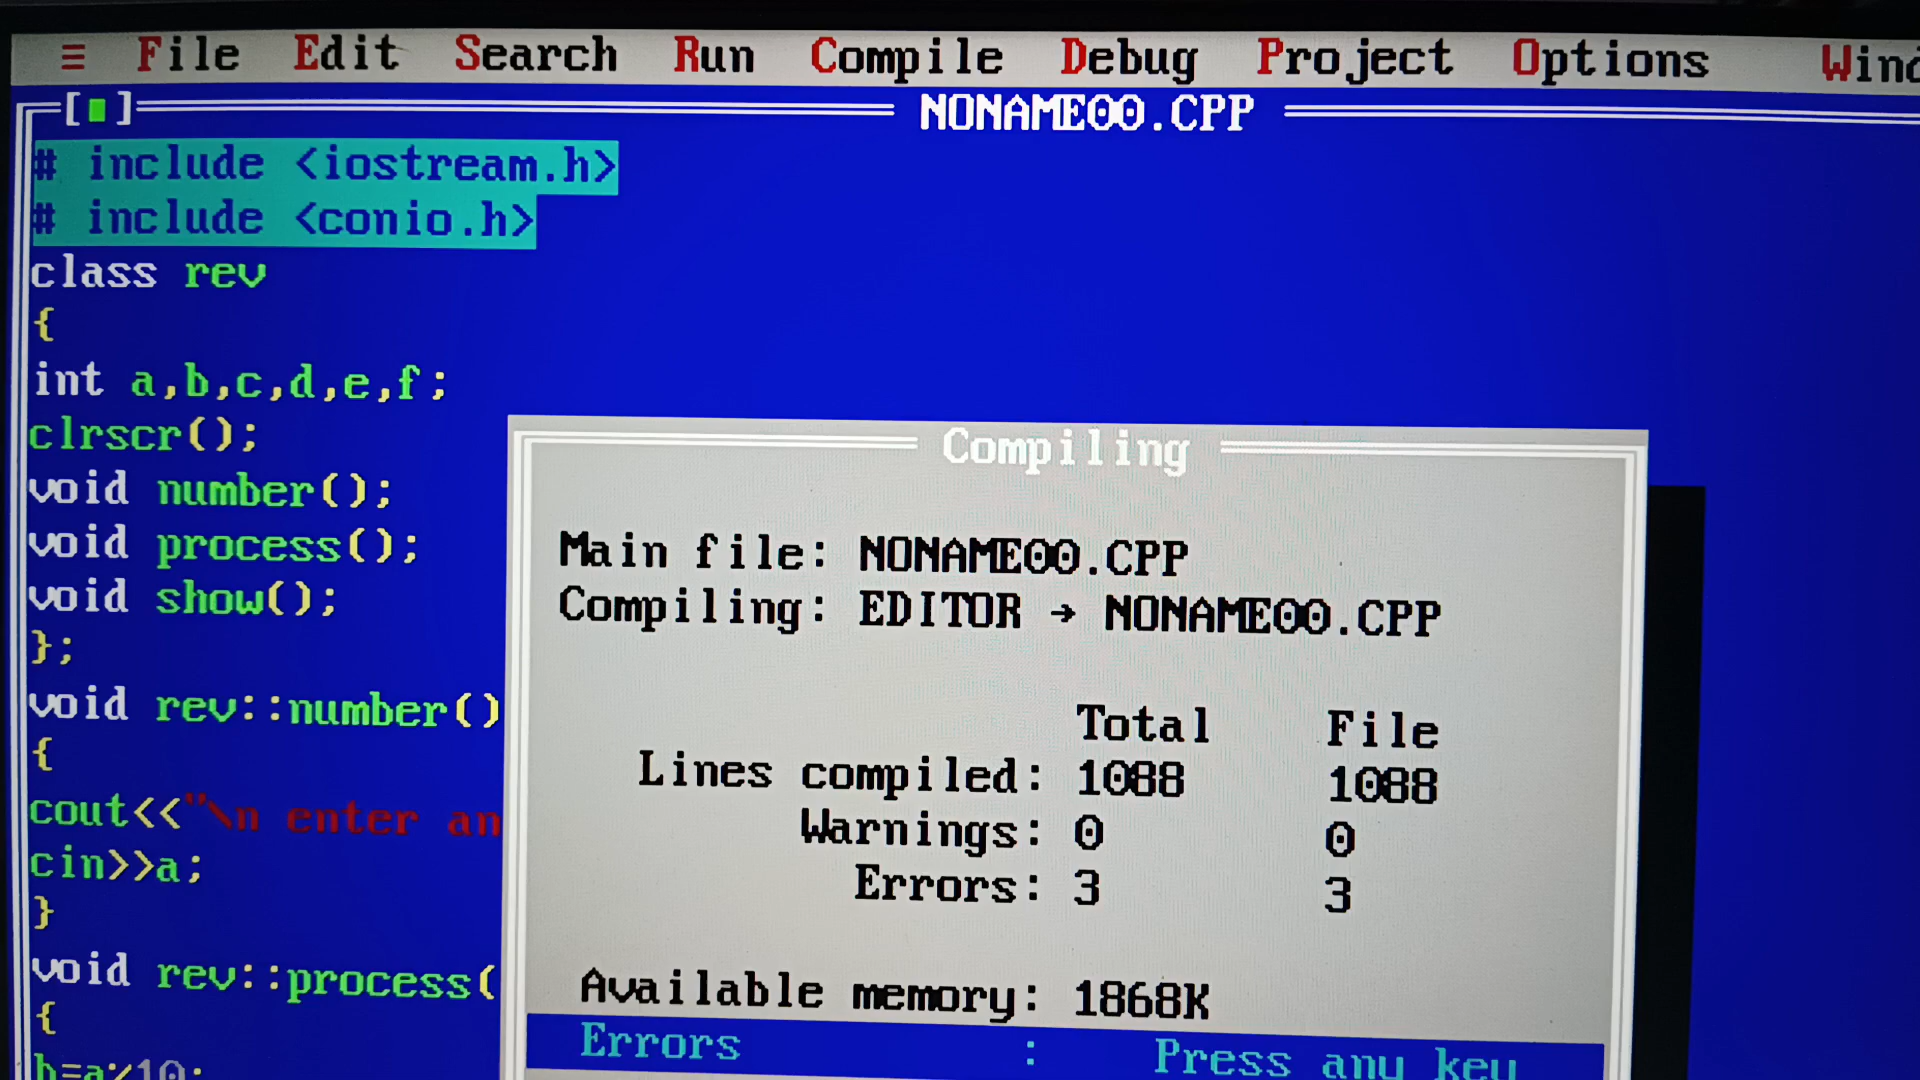 ≡ File Edit Search Run Compile Debug Project Options Wind
[■] NONAME00.CPP
# include <iostream.h>
# include <conio.h>
class rev
{
int a,b,c,d,e,f;
clrscr();
void number();
void process();
void show();
};
void rev::number()
{
cout<<"\n enter an
cin>>a;
}
void rev::process(
{
b=a%10;
Compiling
Main file: NONAME00.CPP
Compiling: EDITOR → NONAME00.CPP
Total File
Lines compiled: 1088 1088
Warnings: 0 0
Errors: 3 3
Available memory: 1868K
Errors : Press any key